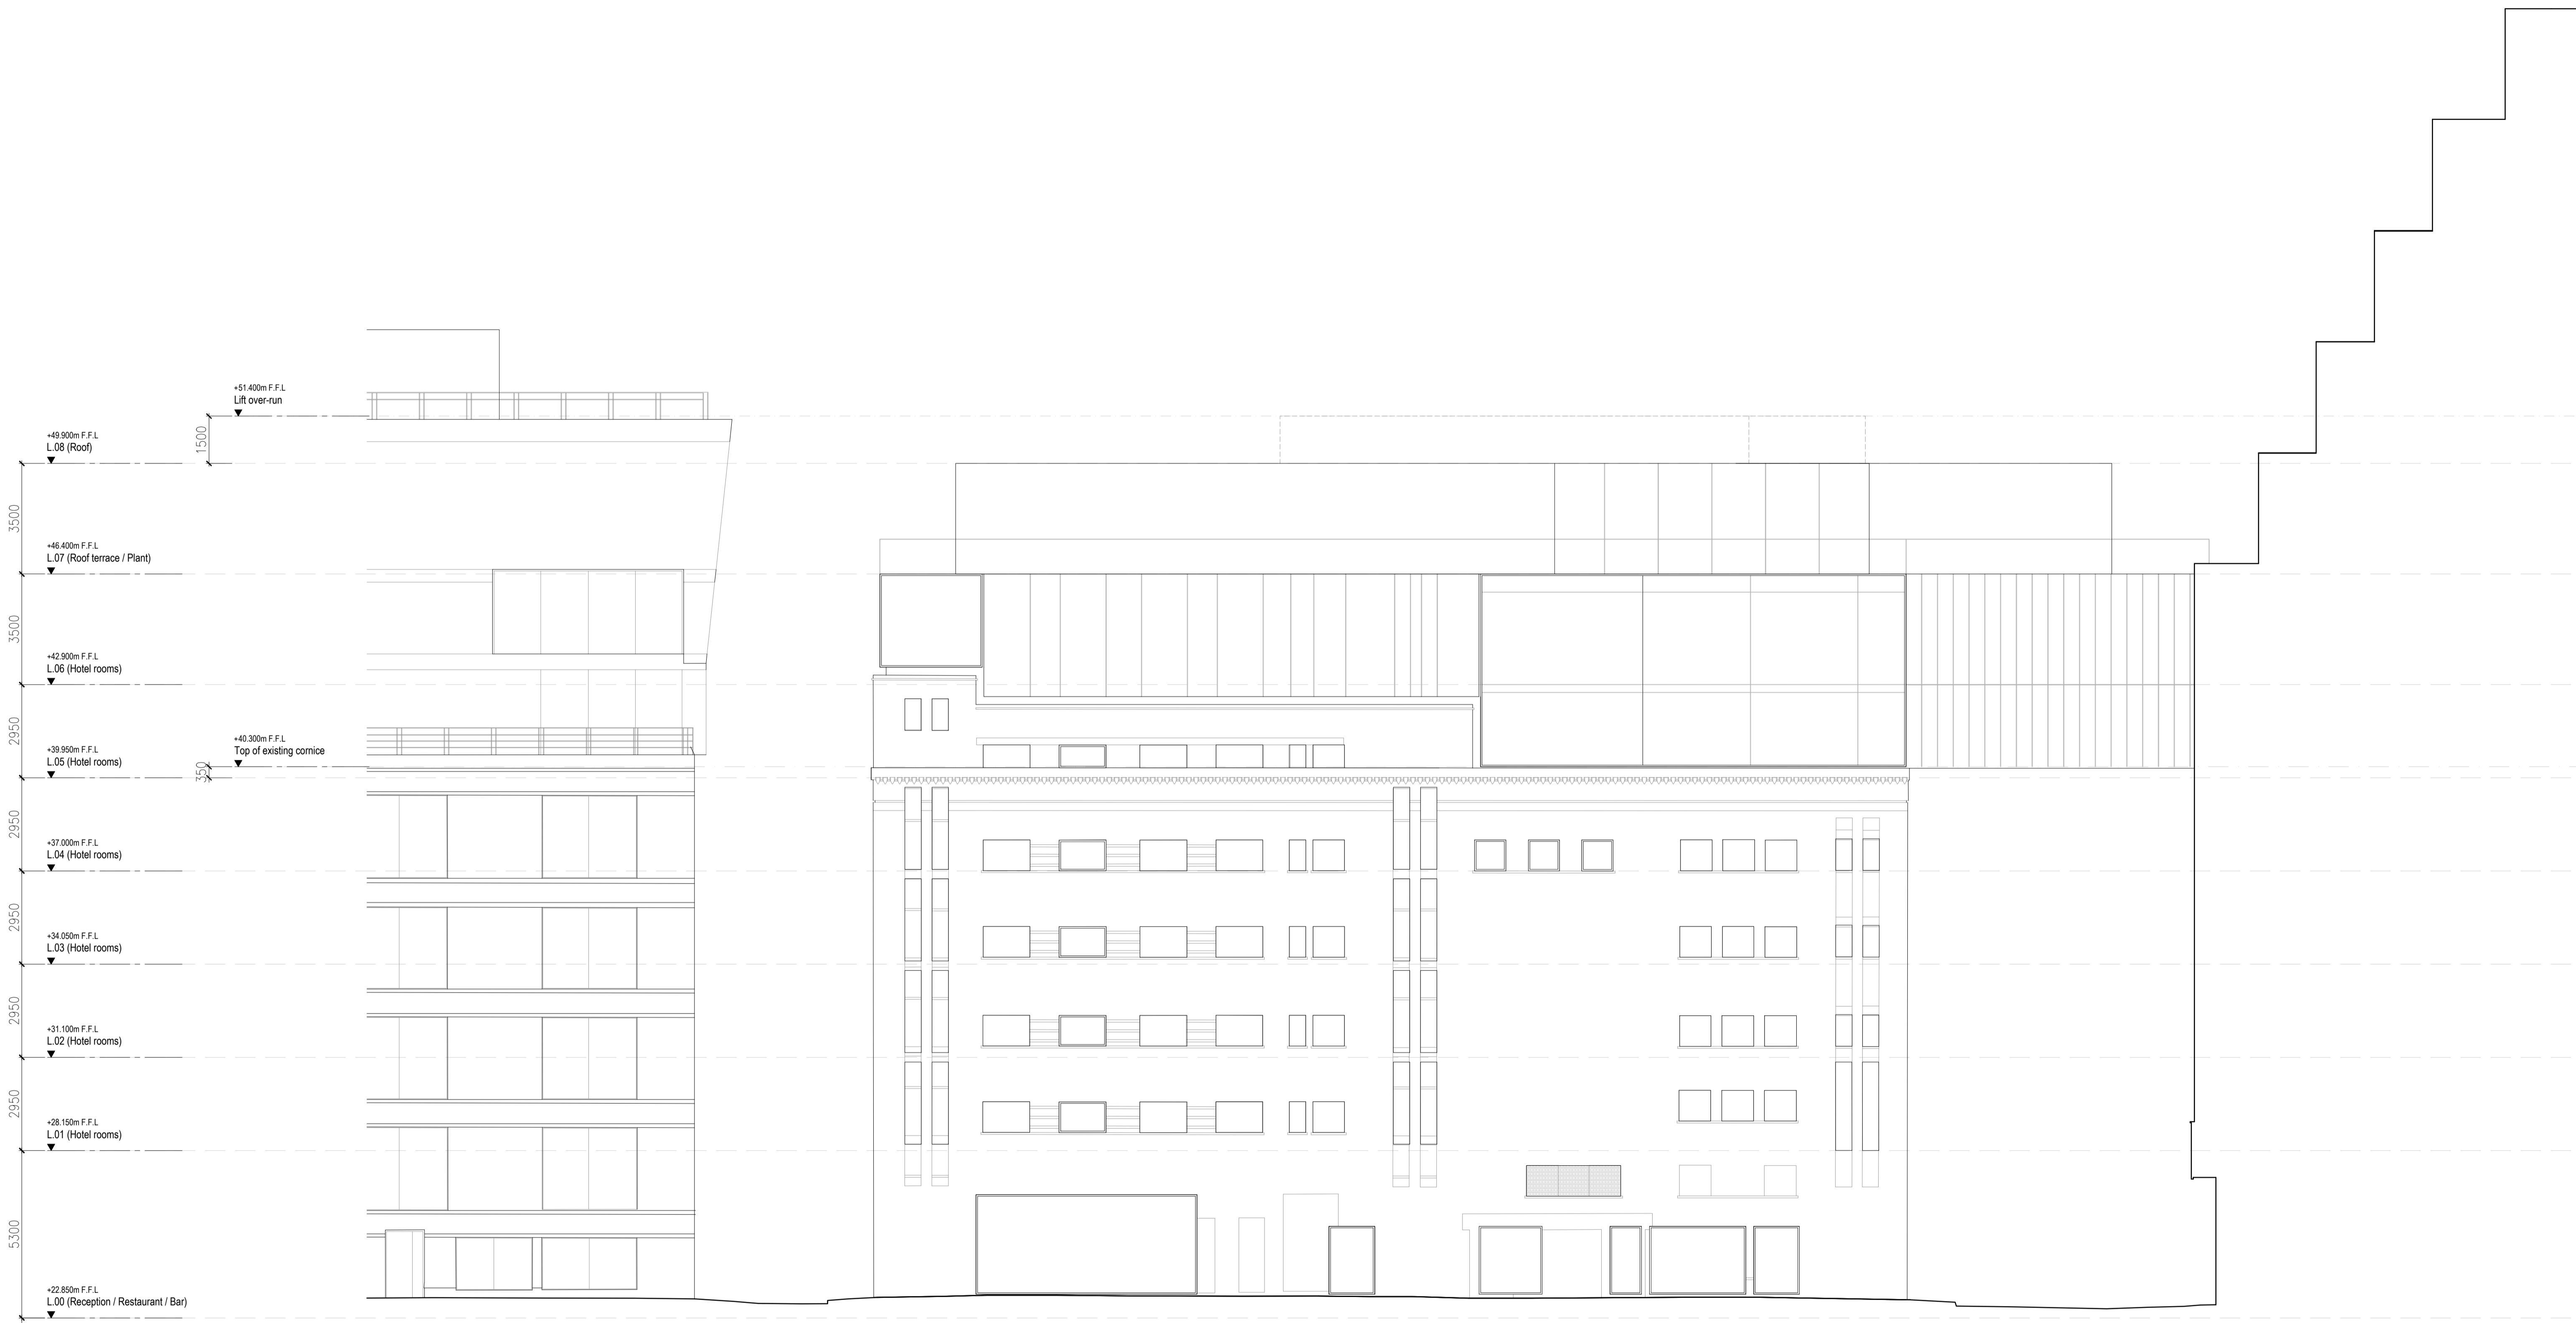 +51.400m F.F.L
Lift over-run
1500
+49.900m F.F.L
L.08 (Roof)
3500
+46.400m F.F.L
L.07 (Roof terrace / Plant)
3500
+42.900m F.F.L
L.06 (Hotel rooms)
2950
+40.300m F.F.L
Top of existing cornice
350
+39.950m F.F.L
L.05 (Hotel rooms)
2950
+37.000m F.F.L
L.04 (Hotel rooms)
2950
+34.050m F.F.L
L.03 (Hotel rooms)
2950
+31.100m F.F.L
L.02 (Hotel rooms)
2950
+28.150m F.F.L
L.01 (Hotel rooms)
5300
+22.850m F.F.L
L.00 (Reception / Restaurant / Bar)